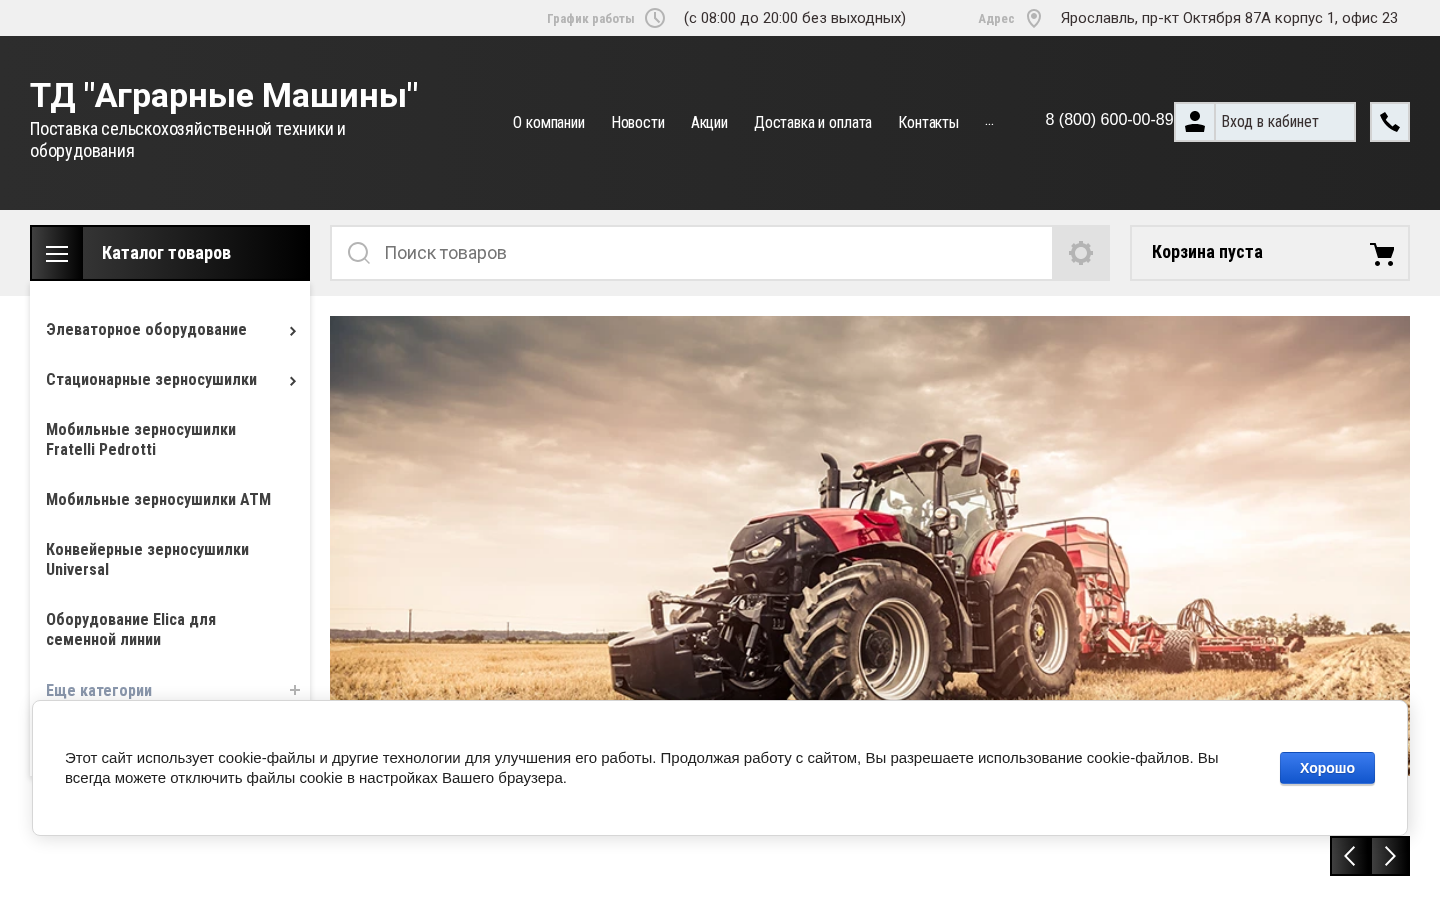 График работы (с 08:00 до 20:00 без выходных) Адрес Ярославль, пр-кт Октября 87А корпус 1, офис 23
ТД "Аграрные Машины"
Поставка сельскохозяйственной техники и
оборудования
О компании Новости Акции Доставка и оплата Контакты ...
8 (800) 600-00-89
Вход в кабинет
Каталог товаров
Поиск товаров
Корзина пуста
Элеваторное оборудование
Стационарные зерносушилки
Мобильные зерносушилки
Fratelli Pedrotti
Мобильные зерносушилки АТМ
Конвейерные зерносушилки
Universal
Оборудование Elica для
семенной линии
Еще категории
Этот сайт использует cookie-файлы и другие технологии для улучшения его работы. Продолжая работу с сайтом, Вы разрешаете использование cookie-файлов. Вы
всегда можете отключить файлы cookie в настройках Вашего браузера.
Хорошо